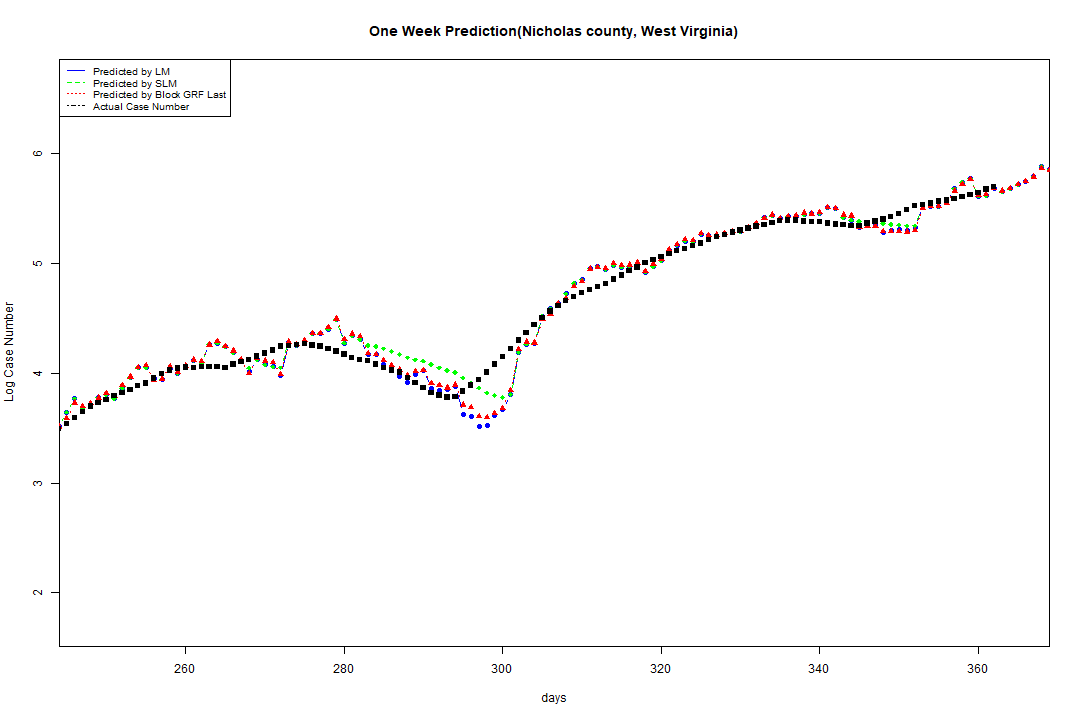 One Week Prediction(Nicholas county, West Virginia)
Predicted by LM
Predicted by SLM
Predicted by Block GRF Last
Actual Case Number
6
5
4
3
2
Log Case Number
260 280 300 320 340 360
days